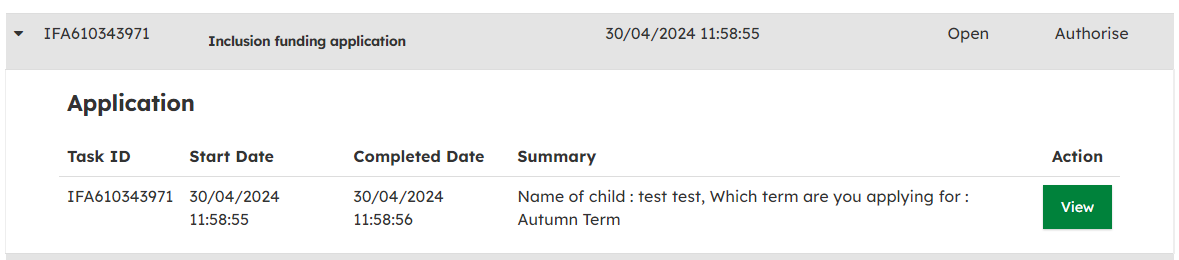 IFA610343971 Inclusion funding application 30/04/2024 11:58:55 Open Authorise
Application
Task ID Start Date Completed Date Summary Action
IFA610343971 30/04/2024 30/04/2024 Name of child : test test, Which term are you applying for : View
11:58:55 11:58:56 Autumn Term